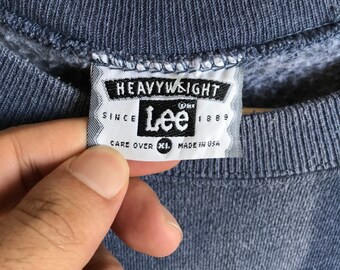 HEAVYWEIGHT
SINCE Lee 1889
CARE OVER XL MADE IN USA